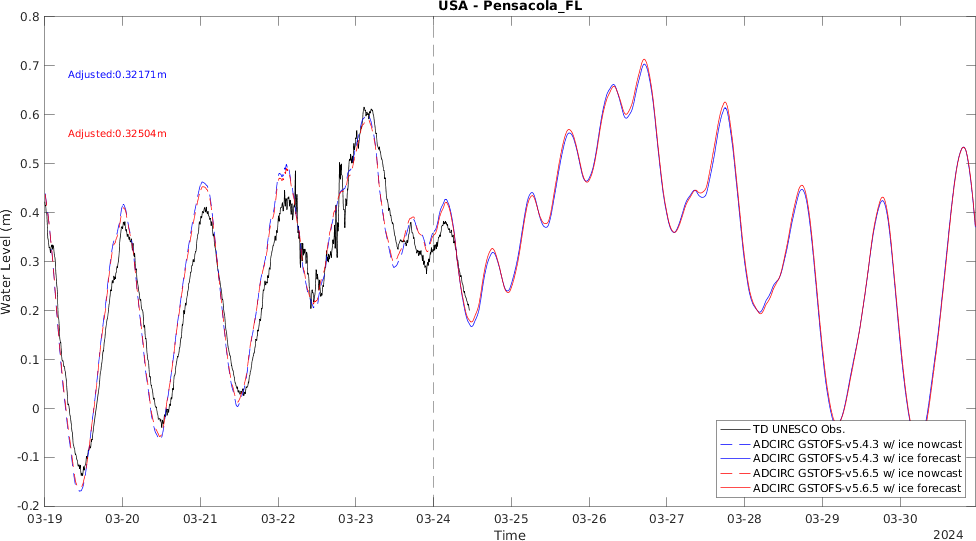 USA - Pensacola_FL
0.8
0.7
0.6
0.5
0.4
0.3
0.2
0.1
0
-0.1
-0.2
Water Level (m)
Adjusted:0.32171m
Adjusted:0.32504m
TD UNESCO Obs.
ADCIRC GSTOFS-v5.4.3 w/ ice nowcast
ADCIRC GSTOFS-v5.4.3 w/ ice forecast
ADCIRC GSTOFS-v5.6.5 w/ ice nowcast
ADCIRC GSTOFS-v5.6.5 w/ ice forecast
03-19 03-20 03-21 03-22 03-23 03-24 03-25 03-26 03-27 03-28 03-29 03-30
Time
2024